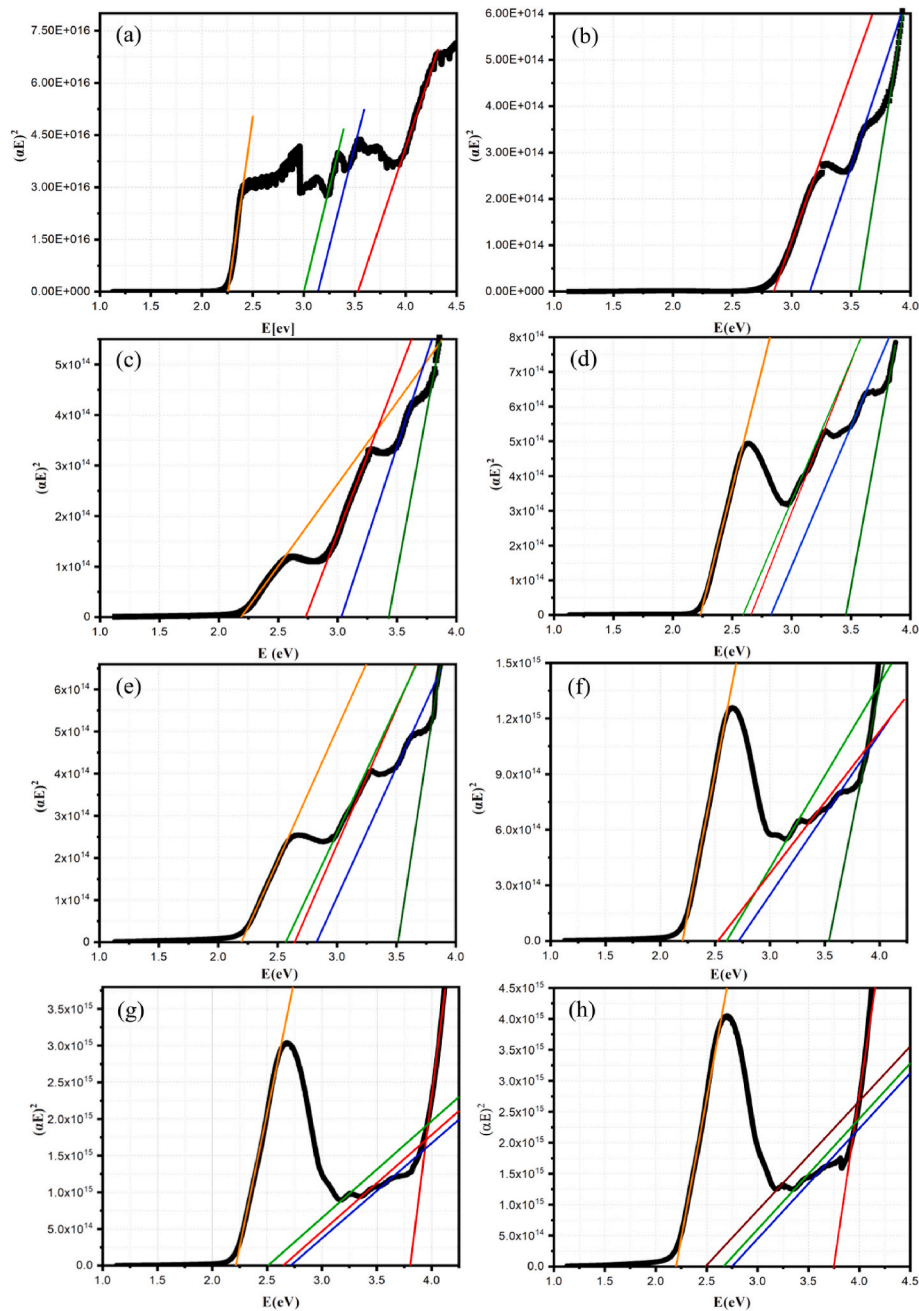 (a)
(αE)²
7.50E+016
6.00E+016
4.50E+016
3.00E+016
1.50E+016
0.00E+000
1.0 1.5 2.0 2.5 3.0 3.5 4.0 4.5
E[ev]
(b)
(αE)²
6.00E+014
5.00E+014
4.00E+014
3.00E+014
2.00E+014
1.00E+014
0.00E+000
1.0 1.5 2.0 2.5 3.0 3.5 4.0
E(eV)
(c)
(αE)²
5x10¹⁴
4x10¹⁴
3x10¹⁴
2x10¹⁴
1x10¹⁴
0
1.0 1.5 2.0 2.5 3.0 3.5 4.0
E (eV)
(d)
(αE)²
8x10¹⁴
7x10¹⁴
6x10¹⁴
5x10¹⁴
4x10¹⁴
3x10¹⁴
2x10¹⁴
1x10¹⁴
0
1.0 1.5 2.0 2.5 3.0 3.5 4.0
E(eV)
(e)
(αE)²
6x10¹⁴
5x10¹⁴
4x10¹⁴
3x10¹⁴
2x10¹⁴
1x10¹⁴
0
1.0 1.5 2.0 2.5 3.0 3.5 4.0
E(eV)
(f)
(αE)²
1.5x10¹⁵
1.2x10¹⁵
9.0x10¹⁴
6.0x10¹⁴
3.0x10¹⁴
0.0
1.0 1.5 2.0 2.5 3.0 3.5 4.0
E(eV)
(g)
(αE)²
3.5x10¹⁵
3.0x10¹⁵
2.5x10¹⁵
2.0x10¹⁵
1.5x10¹⁵
1.0x10¹⁵
5.0x10¹⁴
0.0
1.0 1.5 2.0 2.5 3.0 3.5 4.0
E(eV)
(h)
(αE)²
4.5x10¹⁵
4.0x10¹⁵
3.5x10¹⁵
3.0x10¹⁵
2.5x10¹⁵
2.0x10¹⁵
1.5x10¹⁵
1.0x10¹⁵
5.0x10¹⁴
0.0
1.0 1.5 2.0 2.5 3.0 3.5 4.0 4.5
E(eV)